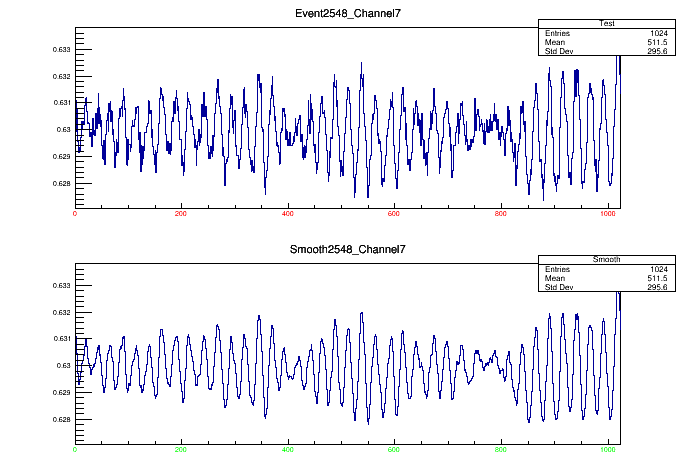 Event2548_Channel7
Test
Entries 1024
Mean 511.5
Std Dev 295.6
0.633
0.632
0.631
0.63
0.629
0.628
0 200 400 600 800 1000
Smooth2548_Channel7
Smooth
Entries 1024
Mean 511.5
Std Dev 295.6
0.633
0.632
0.631
0.63
0.629
0.628
0 200 400 600 800 1000